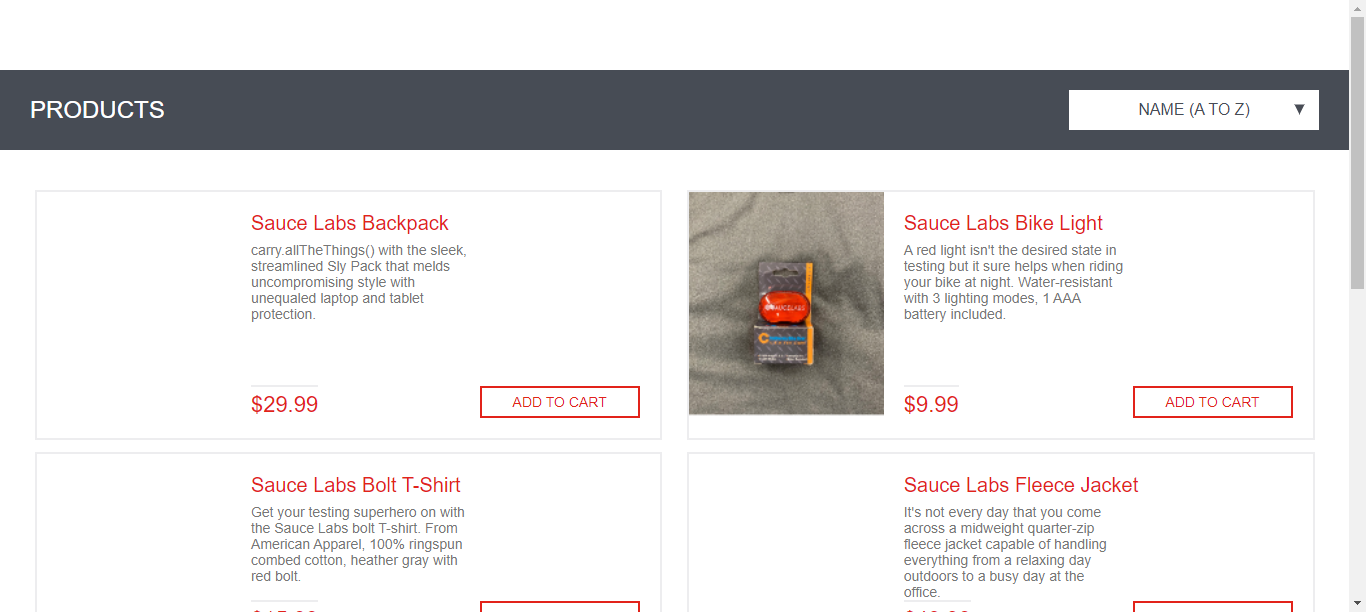 PRODUCTS
NAME (A TO Z)
Sauce Labs Backpack
carry.allTheThings() with the sleek,
streamlined Sly Pack that melds
uncompromising style with
unequaled laptop and tablet
protection.
$29.99
ADD TO CART
Sauce Labs Bike Light
A red light isn't the desired state in
testing but it sure helps when riding
your bike at night. Water-resistant
with 3 lighting modes, 1 AAA
battery included.
$9.99
ADD TO CART
Sauce Labs Bolt T-Shirt
Get your testing superhero on with
the Sauce Labs bolt T-shirt. From
American Apparel, 100% ringspun
combed cotton, heather gray with
red bolt.
Sauce Labs Fleece Jacket
It's not every day that you come
across a midweight quarter-zip
fleece jacket capable of handling
everything from a relaxing day
outdoors to a busy day at the
office.